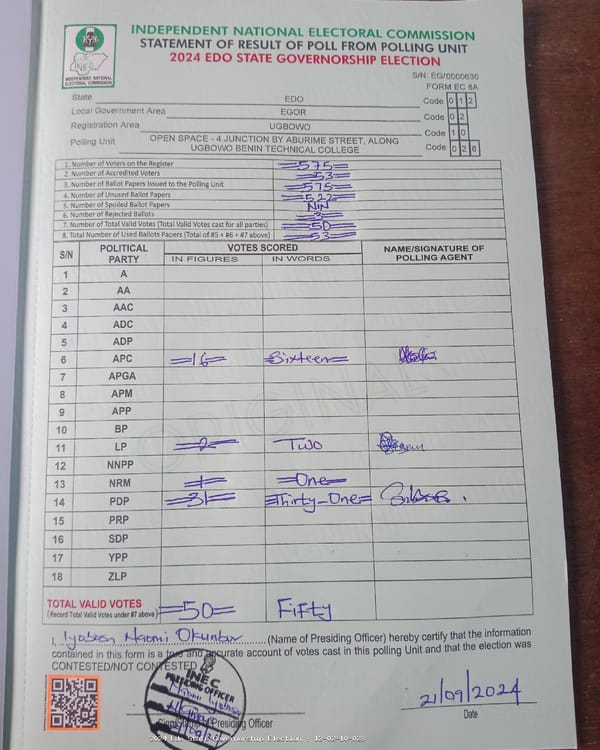 INDEPENDENT NATIONAL ELECTORAL COMMISSION
STATEMENT OF RESULT OF POLL FROM POLLING UNIT
2024 EDO STATE GOVERNORSHIP ELECTION
INEC
INDEPENDENT NATIONAL
ELECTORAL COMMISSION
S/N: EG/0000630
FORM EC 8A
State EDO Code 0 1 2
Local Government Area EGOR Code 0 2
Registration Area UGBOWO Code 1 0
Polling Unit OPEN SPACE - 4 JUNCTION BY ABURIME STREET, ALONG UGBOWO BENIN TECHNICAL COLLEGE Code 0 2 8
1. Number of Voters on the Register =575=
2. Number of Accredited Voters =53=
3. Number of Ballot Papers Issued to the Polling Unit =575=
4. Number of Unused Ballot Papers =522=
5. Number of Spoiled Ballot Papers
6. Number of Rejected Ballots =3=
7. Number of Total Valid Votes (Total Valid Votes cast for all parties) =50=
8. Total Number of Used Ballots Papers (Total of #5 + #6 + #7 above) =53=
S/N POLITICAL PARTY VOTES SCORED NAME/SIGNATURE OF POLLING AGENT
IN FIGURES IN WORDS
1 A
2 AA
3 AAC
4 ADC
5 ADP
6 APC =16= Sixteen=
7 APGA
8 APM
9 APP
10 BP
11 LP =2= Two
12 NNPP
13 NRM =1= =One=
14 PDP =31= =Thirty-One=
15 PRP
16 SDP
17 YPP
18 ZLP
ORIGINAL
TOTAL VALID VOTES =50= Fifty
(Record Total Valid Votes under #7 above)
I, Iyabosa Naomi Okunbor (Name of Presiding Officer) hereby certify that the information
contained in this form is a true and accurate account of votes cast in this polling Unit and that the election was
CONTESTED/NOT CONTESTED
INEC
PRESIDING OFFICER
Naomi Iyabosa
21/09/2024
Date
Presiding Officer
2024 Edo State Governorship Election - 12-02-10-028